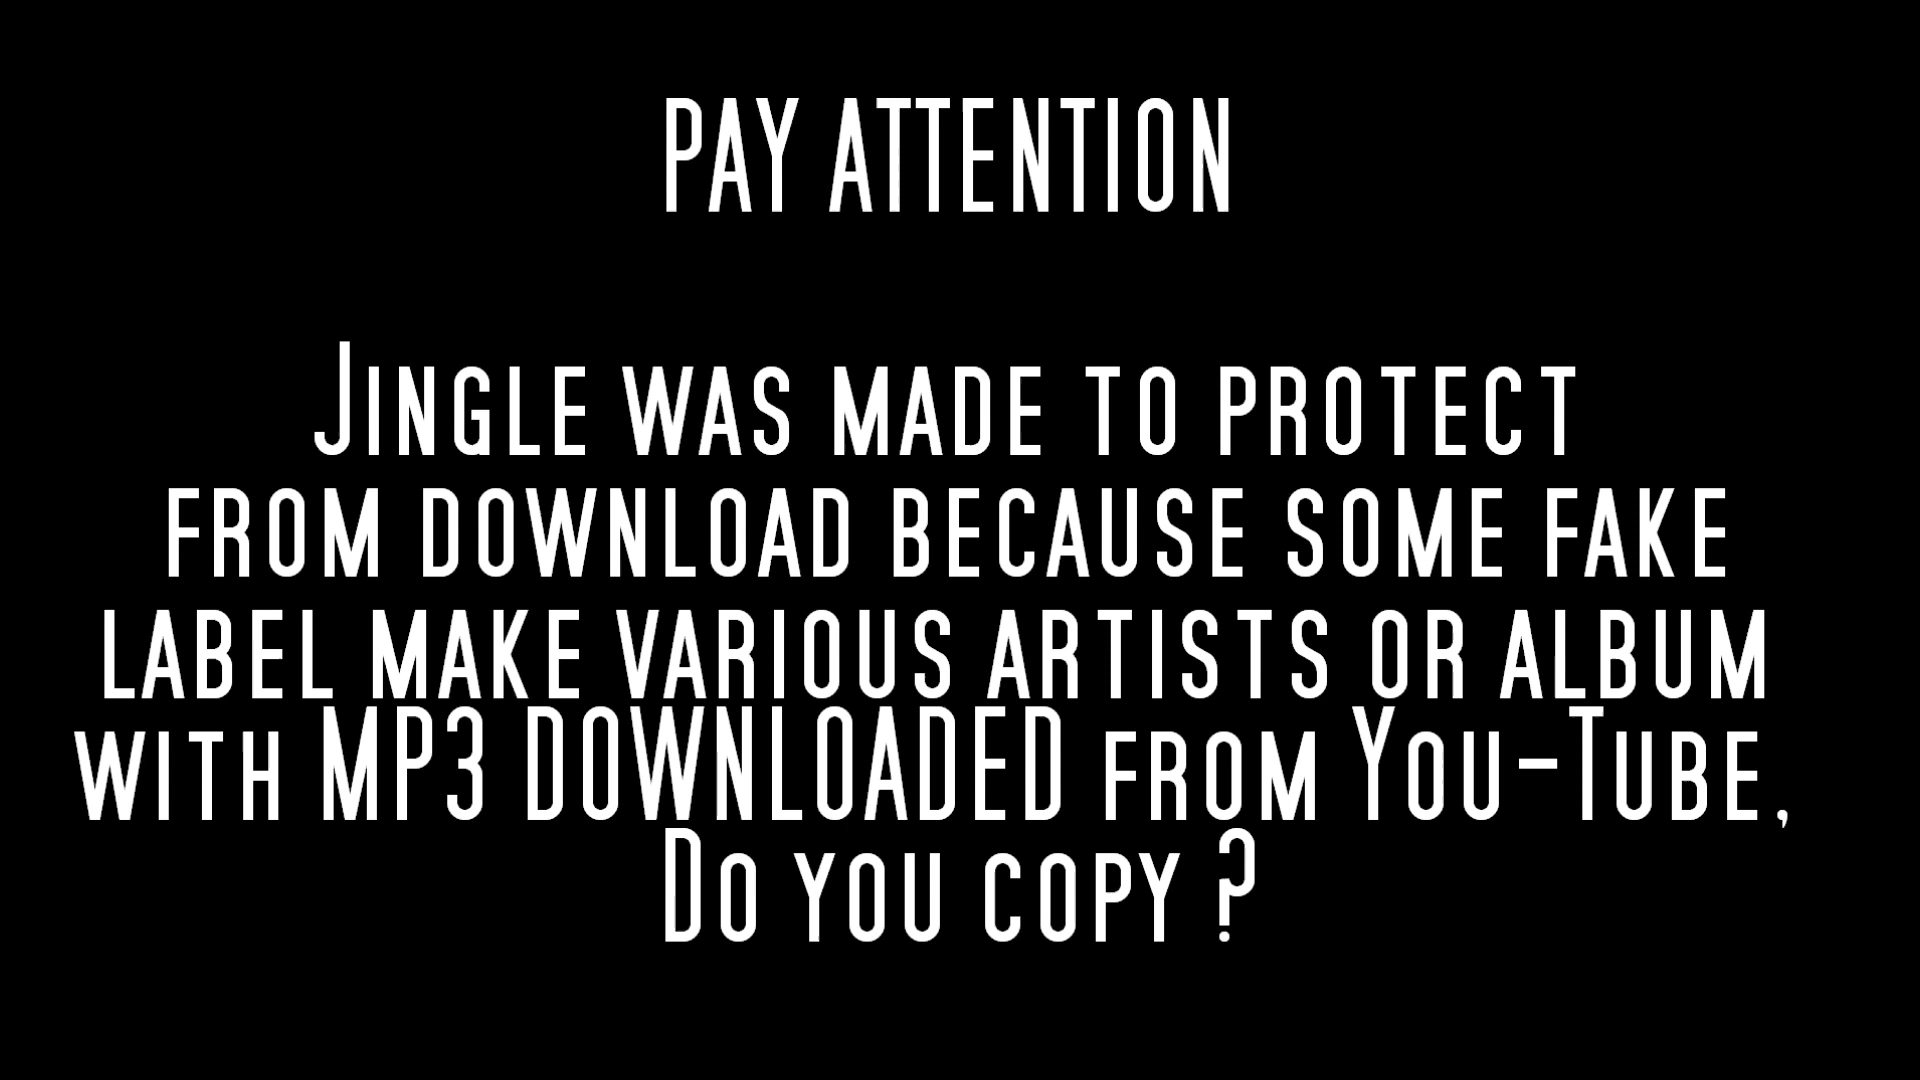 PAY ATTENTION
Jingle was made to protect
from download because some fake
label make various artists or album
with MP3 DOWNLOADED from You-Tube,
Do you copy ?